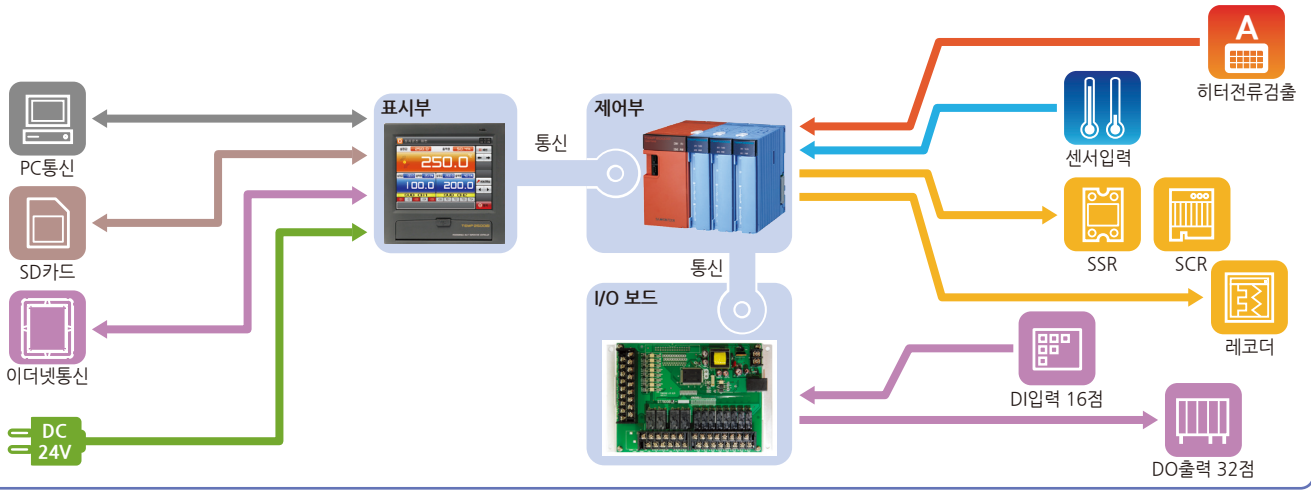 A
히터전류검출
표시부
제어부
통신
센서입력
PC통신
250.0
100.0 200.0
SD카드
통신
SSR
SCR
I/O 보드
레코더
이더넷통신
DI입력 16점
DC
24V
DO출력 32점